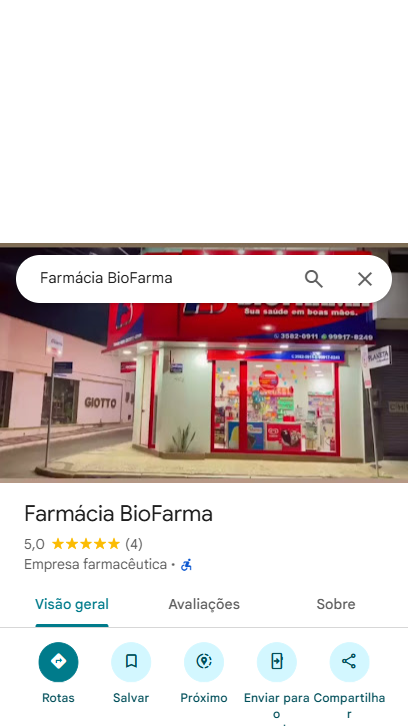 Farmácia BioFarma
Sua saúde em boas mãos.
3582-0911 99917-8249
GIOTTO
PLANETA
Farmácia BioFarma
5,0 (4)
Empresa farmacêutica ·
Visão geral Avaliações Sobre
Rotas Salvar Próximo Enviar para o Compartilhar